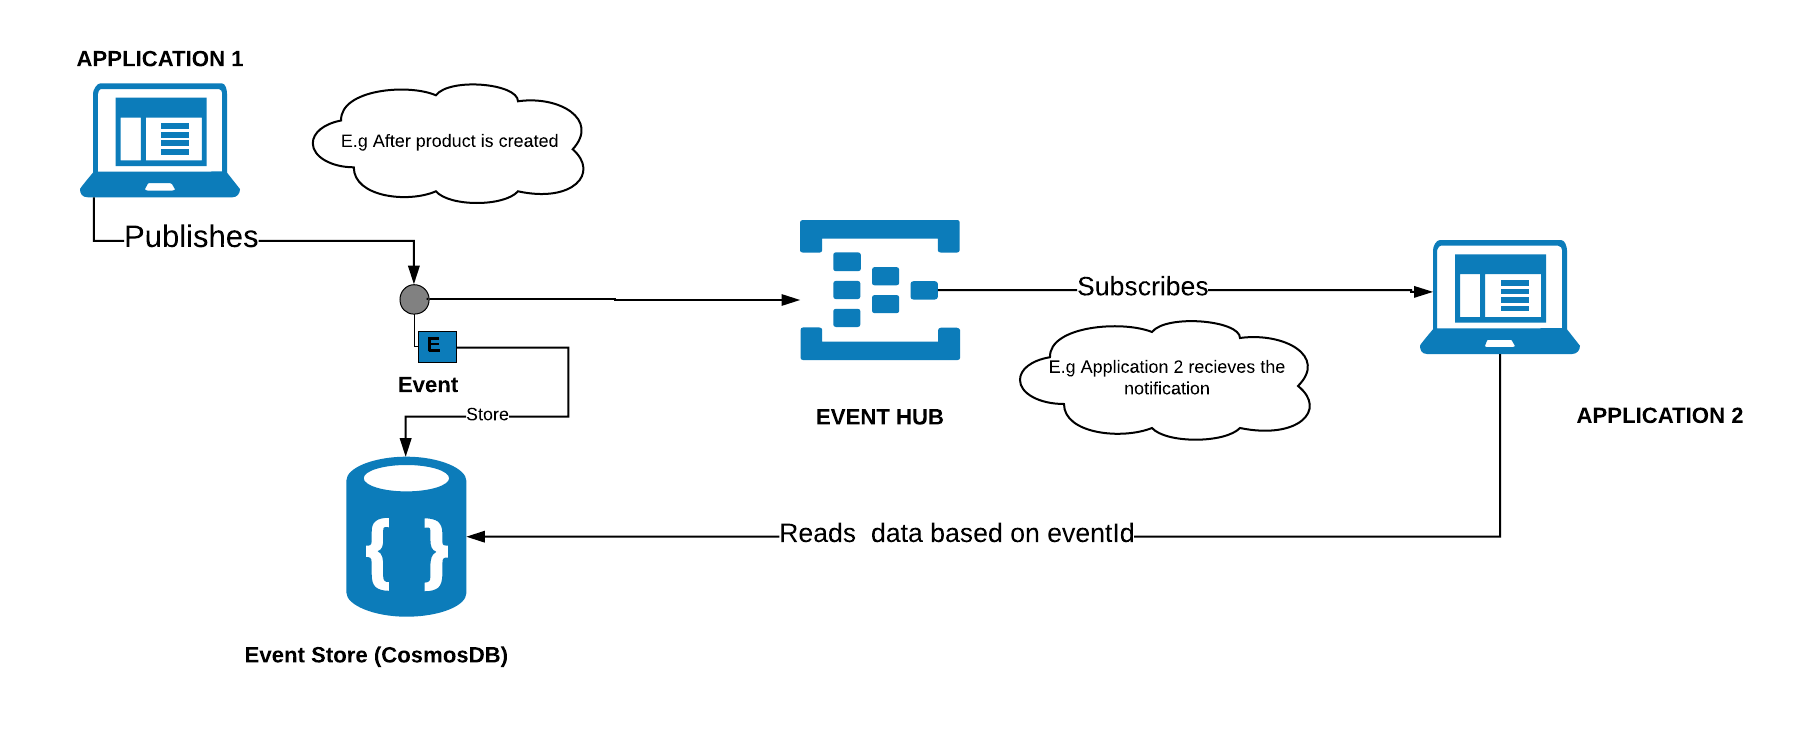 APPLICATION 1
E.g After product is created
Publishes
Subscribes
E
E.g Application 2 recieves the
notification
Event
Store
EVENT HUB
APPLICATION 2
Reads  data based on eventId
{ }
Event Store (CosmosDB)